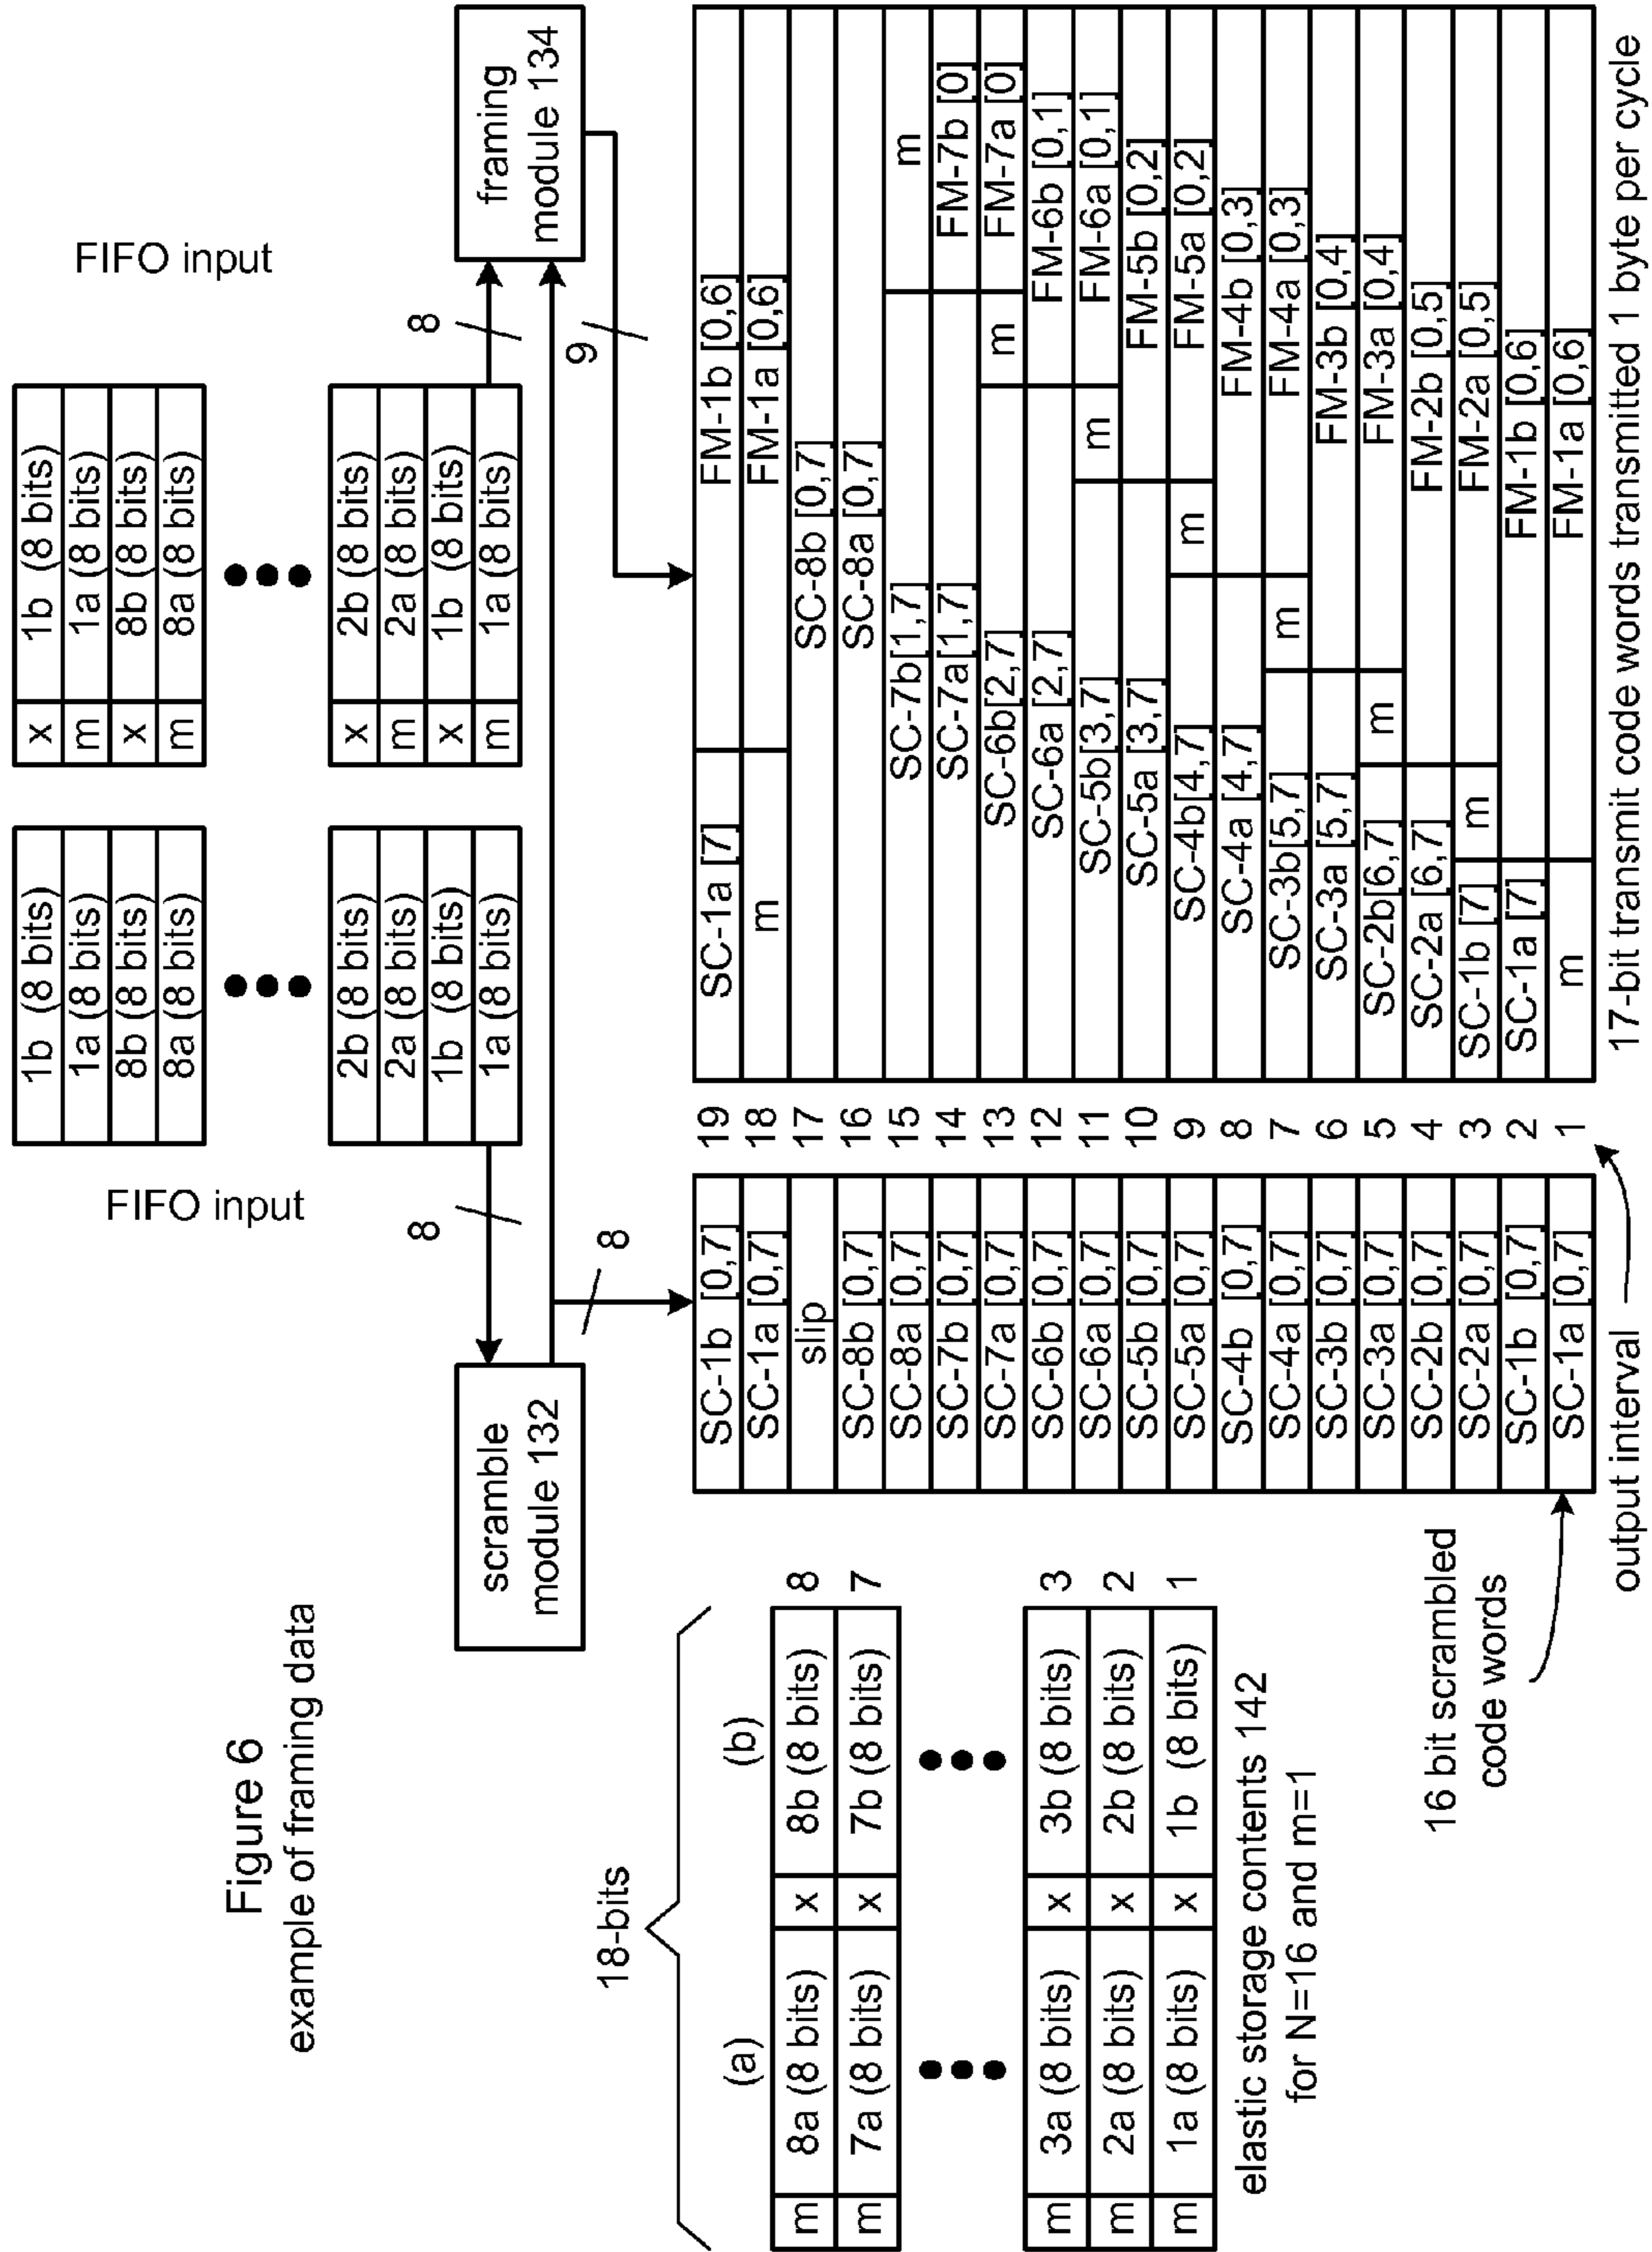 Figure 6
example of framing data
FIFO input
1b (8 bits)
1a (8 bits)
8b (8 bits)
8a (8 bits)
2b (8 bits)
2a (8 bits)
1b (8 bits)
1a (8 bits)
FIFO input
x 1b (8 bits)
m 1a (8 bits)
x 8b (8 bits)
m 8a (8 bits)
x 2b (8 bits)
m 2a (8 bits)
x 1b (8 bits)
m 1a (8 bits)
8
8
scramble
module 132
framing
module 134
8
9
18-bits
(a) (b)
m 8a (8 bits) x 8b (8 bits) 8
m 7a (8 bits) x 7b (8 bits) 7
m 3a (8 bits) x 3b (8 bits) 3
m 2a (8 bits) x 2b (8 bits) 2
m 1a (8 bits) x 1b (8 bits) 1
elastic storage contents 142
for N=16 and m=1
SC-1b [0,7] 19 SC-1a [7] FM-1b [0,6]
SC-1a [0,7] 18 m FM-1a [0,6]
slip 17 SC-8b [0,7]
SC-8b [0,7] 16 SC-8a [0,7]
SC-8a [0,7] 15 SC-7b[1,7] m
SC-7b [0,7] 14 SC-7a[1,7] FM-7b [0]
SC-7a [0,7] 13 SC-6b[2,7] m FM-7a [0]
SC-6b [0,7] 12 SC-6a [2,7] FM-6b [0,1]
SC-6a [0,7] 11 SC-5b[3,7] m FM-6a [0,1]
SC-5b [0,7] 10 SC-5a [3,7] FM-5b [0,2]
SC-5a [0,7] 9 SC-4b[4,7] m FM-5a [0,2]
SC-4b [0,7] 8 SC-4a [4,7] FM-4b [0,3]
SC-4a [0,7] 7 SC-3b[5,7] m FM-4a [0,3]
SC-3b [0,7] 6 SC-3a [5,7] FM-3b [0,4]
SC-3a [0,7] 5 SC-2b[6,7] m FM-3a [0,4]
SC-2b [0,7] 4 SC-2a [6,7] FM-2b [0,5]
SC-2a [0,7] 3 SC-1b [7] m FM-2a [0,5]
SC-1b [0,7] 2 SC-1a [7] FM-1b [0,6]
SC-1a [0,7] 1 m FM-1a [0,6]
16 bit scrambled
code words
output interval
17-bit transmit code words transmitted 1 byte per cycle